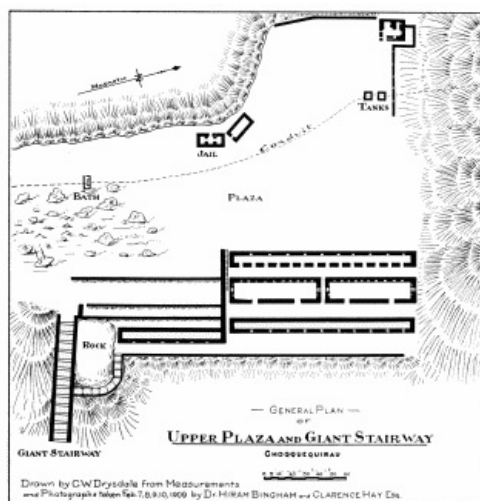 Magnetic
TANKS
JAIL
Conduit
BATH
PLAZA
ROCK
GIANT STAIRWAY
— GENERAL PLAN —
OF
UPPER PLAZA AND GIANT STAIRWAY
CHOQQUEQUIRAU
Drawn by C.W. Drysdale from Measurements
and Photographs taken Feb. 7, 8, 9, 10, 1909 by Dr. HIRAM BINGHAM and CLARENCE HAY Esq.